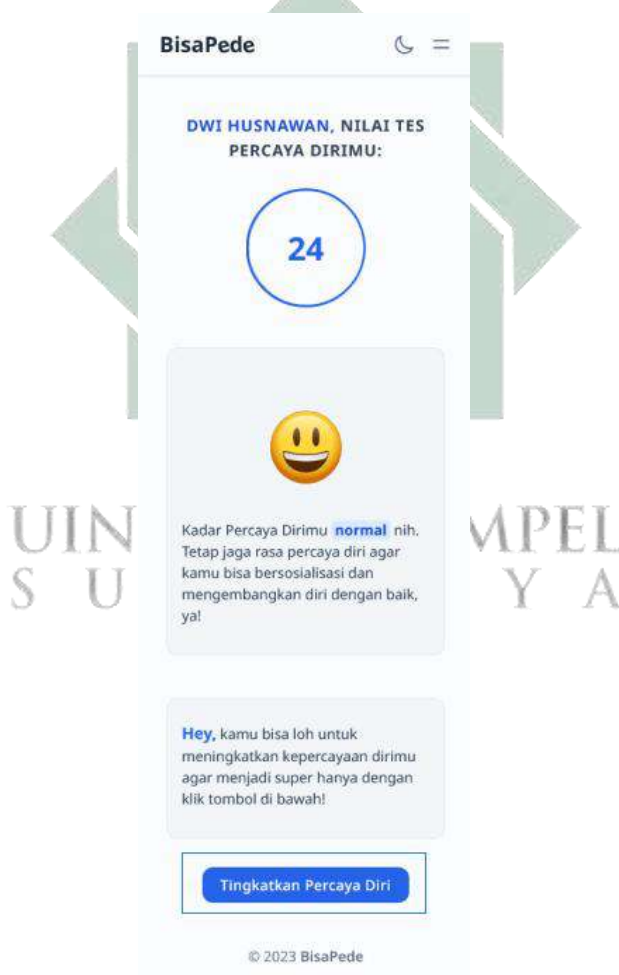 BisaPede
DWI HUSNAWAN, NILAI TES
PERCAYA DIRIMU:
24
Kadar Percaya Dirimu normal nih.
Tetap jaga rasa percaya diri agar
kamu bisa bersosialisasi dan
mengembangkan diri dengan baik,
ya!
UIN MPEL
S U Y A
Hey, kamu bisa loh untuk
meningkatkan kepercayaan dirimu
agar menjadi super hanya dengan
klik tombol di bawah!
Tingkatkan Percaya Diri
© 2023 BisaPede